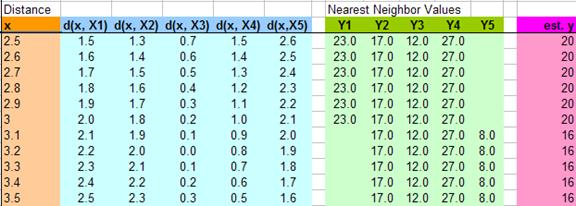 Distance Nearest Neighbor Values
x d(x, X1) d(x, X2) d(x, X3) d(x, X4) d(x,X5) Y1 Y2 Y3 Y4 Y5 est. y
2.5 1.5 1.3 0.7 1.5 2.6 23.0 17.0 12.0 27.0 20
2.6 1.6 1.4 0.6 1.4 2.5 23.0 17.0 12.0 27.0 20
2.7 1.7 1.5 0.5 1.3 2.4 23.0 17.0 12.0 27.0 20
2.8 1.8 1.6 0.4 1.2 2.3 23.0 17.0 12.0 27.0 20
2.9 1.9 1.7 0.3 1.1 2.2 23.0 17.0 12.0 27.0 20
3 2.0 1.8 0.2 1.0 2.1 23.0 17.0 12.0 27.0 20
3.1 2.1 1.9 0.1 0.9 2.0 17.0 12.0 27.0 8.0 16
3.2 2.2 2.0 0.0 0.8 1.9 17.0 12.0 27.0 8.0 16
3.3 2.3 2.1 0.1 0.7 1.8 17.0 12.0 27.0 8.0 16
3.4 2.4 2.2 0.2 0.6 1.7 17.0 12.0 27.0 8.0 16
3.5 2.5 2.3 0.3 0.5 1.6 17.0 12.0 27.0 8.0 16